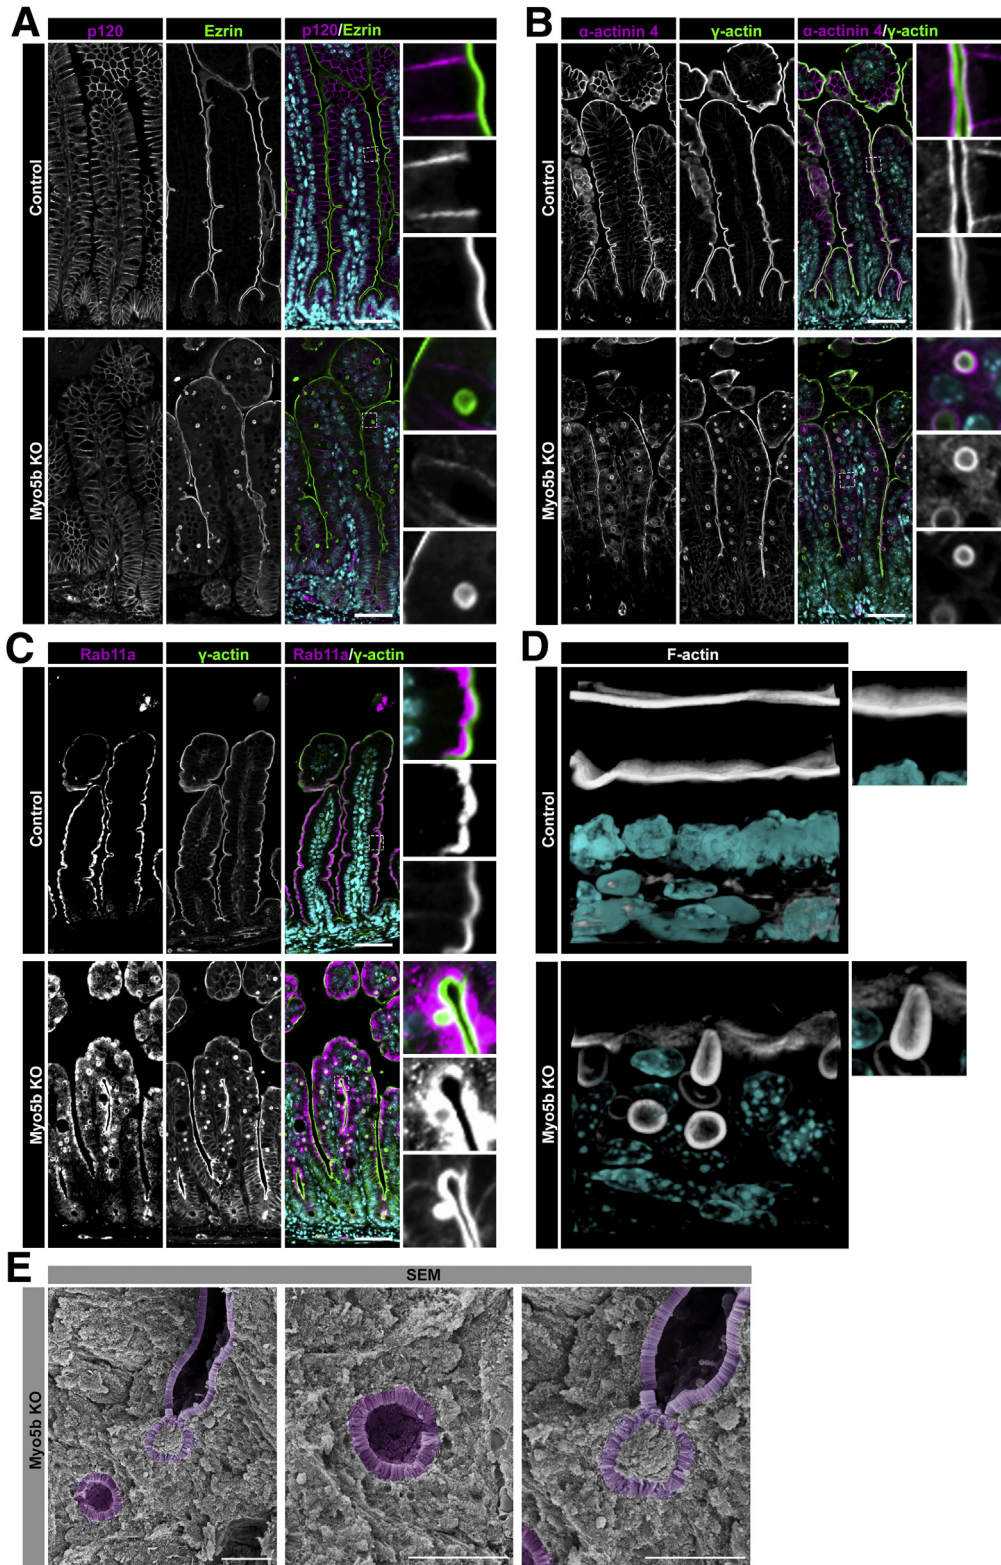 A
p120
Ezrin
p120/Ezrin
Control
Myo5b KO
B
α-actinin 4
γ-actin
α-actinin 4/γ-actin
Control
Myo5b KO
C
Rab11a
γ-actin
Rab11a/γ-actin
Control
Myo5b KO
D
F-actin
Control
Myo5b KO
E
SEM
Myo5b KO